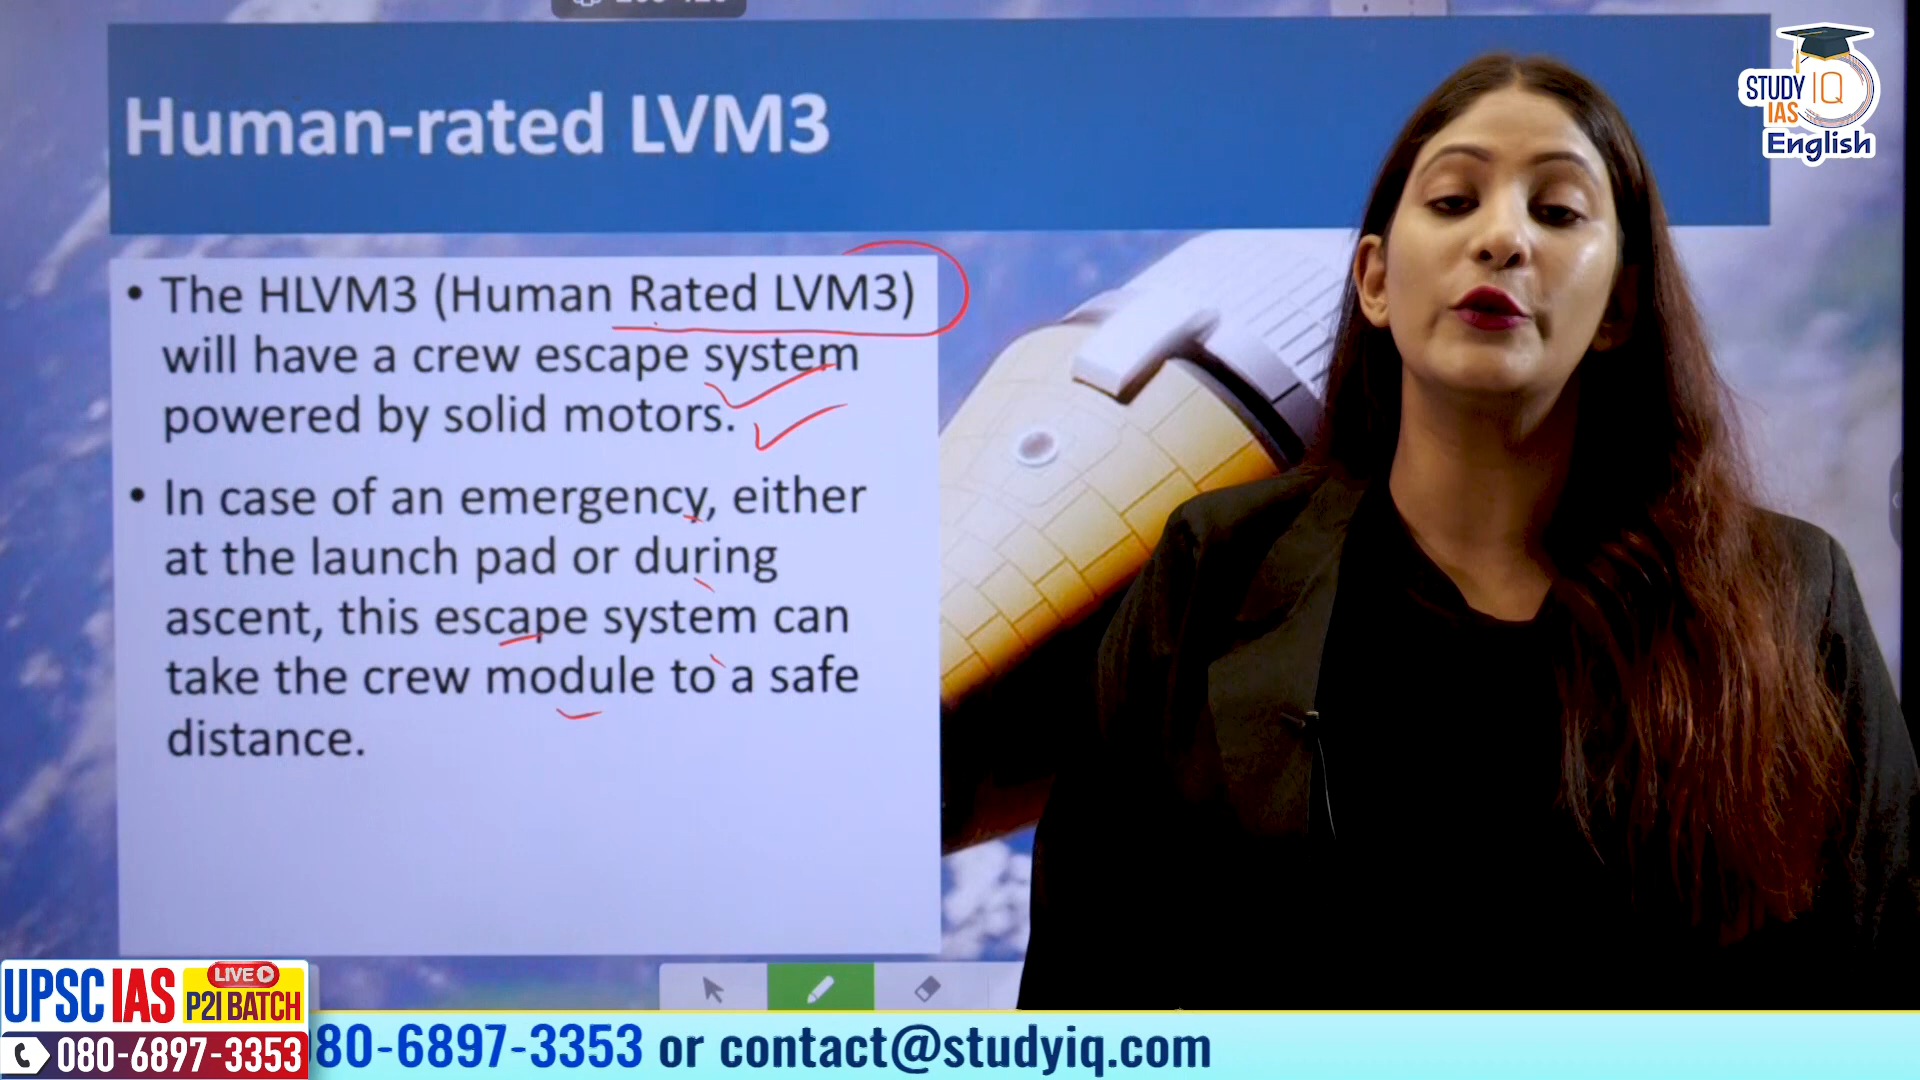 STUDY IQ
IAS
English
Human-rated LVM3
• The HLVM3 (Human Rated LVM3)
will have a crew escape system
powered by solid motors.
• In case of an emergency, either
at the launch pad or during
ascent, this escape system can
take the crew module to a safe
distance.
UPSC IAS
LIVE
P2I BATCH
080-6897-3353
080-6897-3353 or contact@studyiq.com